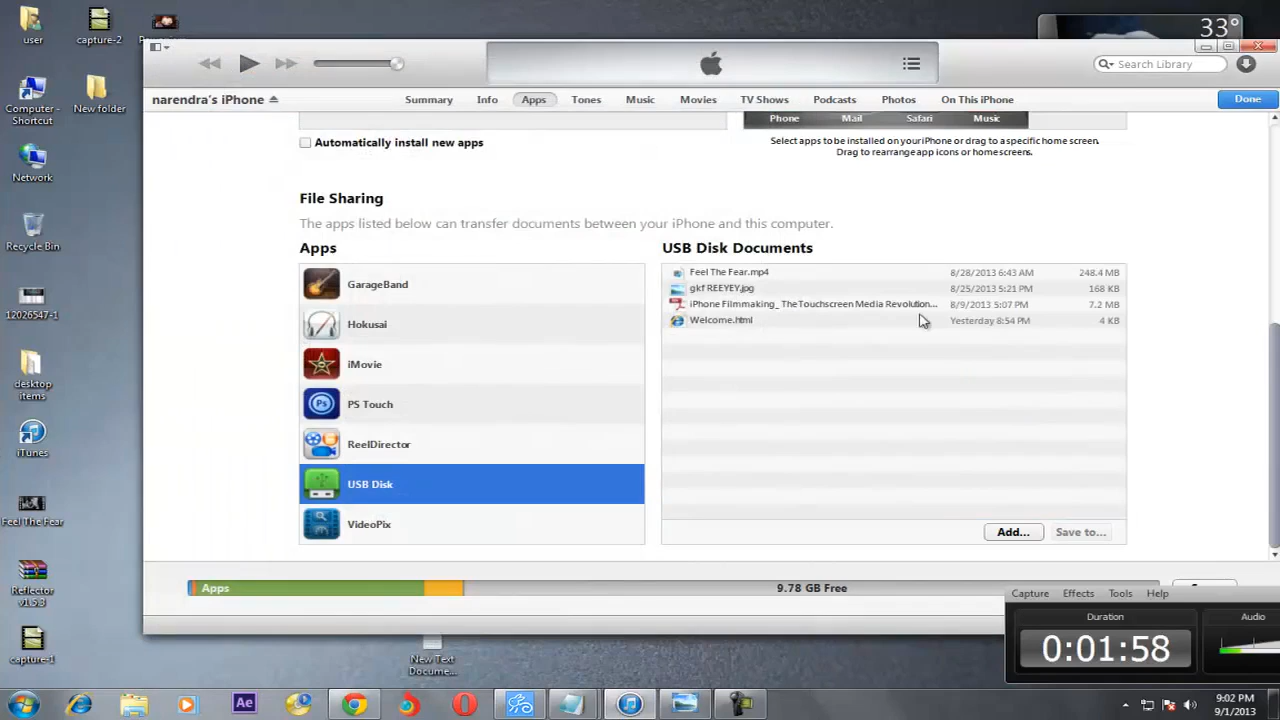 user
capture-2
33°
Search Library
narendra's iPhone
Summary
Info
Apps
Tones
Music
Movies
TV Shows
Podcasts
Photos
On This iPhone
Done
Computer -
Shortcut
New folder
Phone
Mail
Safari
Music
Automatically install new apps
Select apps to be installed on your iPhone or drag to a specific home screen.
Drag to rearrange app icons or home screens.
Network
File Sharing
The apps listed below can transfer documents between your iPhone and this computer.
Recycle Bin
Apps
USB Disk Documents
GarageBand
Hokusai
iMovie
PS Touch
ReelDirector
USB Disk
VideoPix
Feel The Fear.mp4 8/28/2013 6:43 AM 248.4 MB
gkf REEYEY.jpg 8/25/2013 5:21 PM 168 KB
iPhone Filmmaking_ TheTouchscreen Media Revolution... 8/9/2013 5:07 PM 7.2 MB
Welcome.html Yesterday 8:54 PM 4 KB
Add...
Save to...
12026547-1
desktop
items
iTunes
Feel The Fear
Reflector
v1.5.3
capture-1
Apps
9.78 GB Free
New Text
Docume...
Capture
Effects
Tools
Help
Duration
Audio
0:01:58
Ae
9:02 PM
9/1/2013